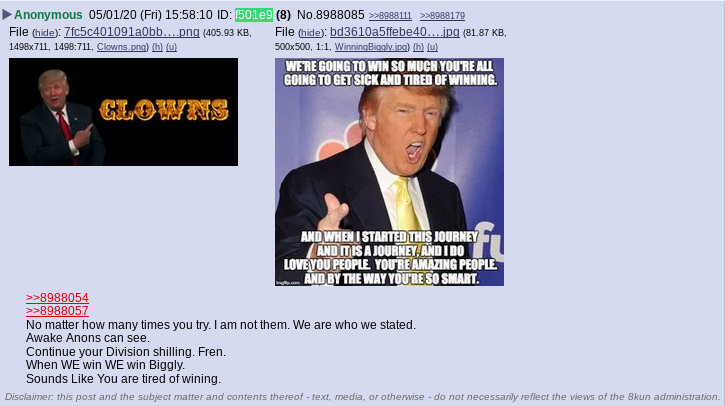 Anonymous 05/01/20 (Fri) 15:58:10 ID: f501e9 (8) No.8988085 >>8988111 >>8988179
File (hide): 7fc5c401091a0bb….png (405.93 KB, 1498x711, 1498:711, Clowns.png) (h) (u)
File (hide): bd3610a5ffebe40….jpg (81.87 KB, 500x500, 1:1, WinningBiggly.jpg) (h) (u)
CLOWNS
WE'RE GOING TO WIN SO MUCH YOU'RE ALL
GOING TO GET SICK AND TIRED OF WINNING.
fu
AND WHEN I STARTED THIS JOURNEY
AND IT IS A JOURNEY, AND I DO
LOVE YOU PEOPLE. YOU'RE AMAZING PEOPLE.
AND BY THE WAY YOU'RE SO SMART.
imgflip.com
>>8988054
>>8988057
No matter how many times you try. I am not them. We are who we stated.
Awake Anons can see.
Continue your Division shilling. Fren.
When WE win WE win Biggly.
Sounds Like You are tired of wining.
Disclaimer: this post and the subject matter and contents thereof - text, media, or otherwise - do not necessarily reflect the views of the 8kun administration.